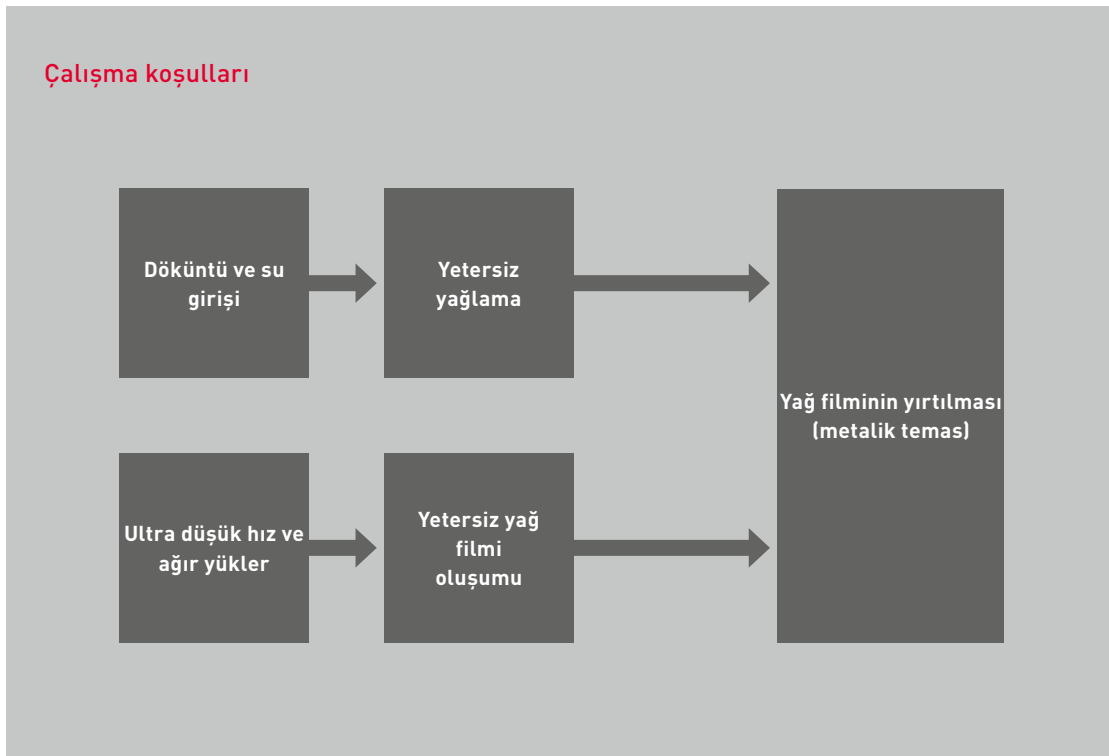 Çalışma koşulları
Döküntü ve su
girişi
Yetersiz
yağlama
Yağ filminin yırtılması
(metalik temas)
Ultra düşük hız ve
ağır yükler
Yetersiz yağ
filmi
oluşumu